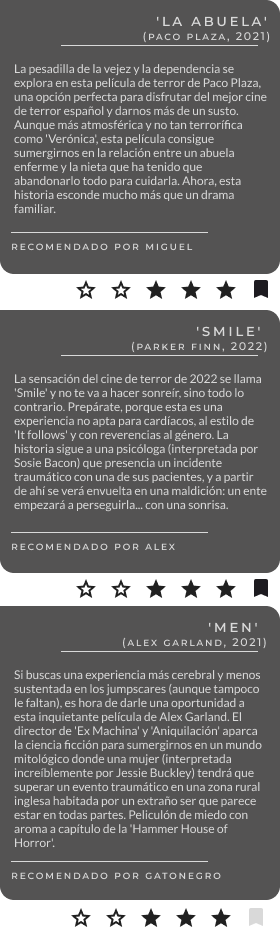 'LA ABUELA'
(PACO PLAZA, 2021)
La pesadilla de la vejez y la dependencia se
explora en esta película de terror de Paco Plaza,
una opción perfecta para disfrutar del mejor cine
de terror español y darnos más de un susto.
Aunque más atmosférica y no tan terrorífica
como 'Verónica', esta película consigue
sumergirnos en la relación entre un abuela
enferme y la nieta que ha tenido que
abandonarlo todo para cuidarla. Ahora, esta
historia esconde mucho más que un drama
familiar.
RECOMENDADO POR MIGUEL
'SMILE'
(PARKER FINN, 2022)
La sensación del cine de terror de 2022 se llama
'Smile' y no te va a hacer sonreír, sino todo lo
contrario. Prepárate, porque esta es una
experiencia no apta para cardíacos, al estilo de
'It follows' y con reverencias al género. La
historia sigue a una psicóloga (interpretada por
Sosie Bacon) que presencia un incidente
traumático con una de sus pacientes, y a partir
de ahí se verá envuelta en una maldición: un ente
empezará a perseguirla... con una sonrisa.
RECOMENDADO POR ALEX
'MEN'
(ALEX GARLAND, 2021)
Si buscas una experiencia más cerebral y menos
sustentada en los jumpscares (aunque tampoco
le faltan), es hora de darle una oportunidad a
esta inquietante película de Alex Garland. El
director de 'Ex Machina' y 'Aniquilación' aparca
la ciencia ficción para sumergirnos en un mundo
mitológico donde una mujer (interpretada
increíblemente por Jessie Buckley) tendrá que
superar un evento traumático en una zona rural
inglesa habitada por un extraño ser que parece
estar en todas partes. Peliculón de miedo con
aroma a capítulo de la 'Hammer House of
Horror'.
RECOMENDADO POR GATONEGRO